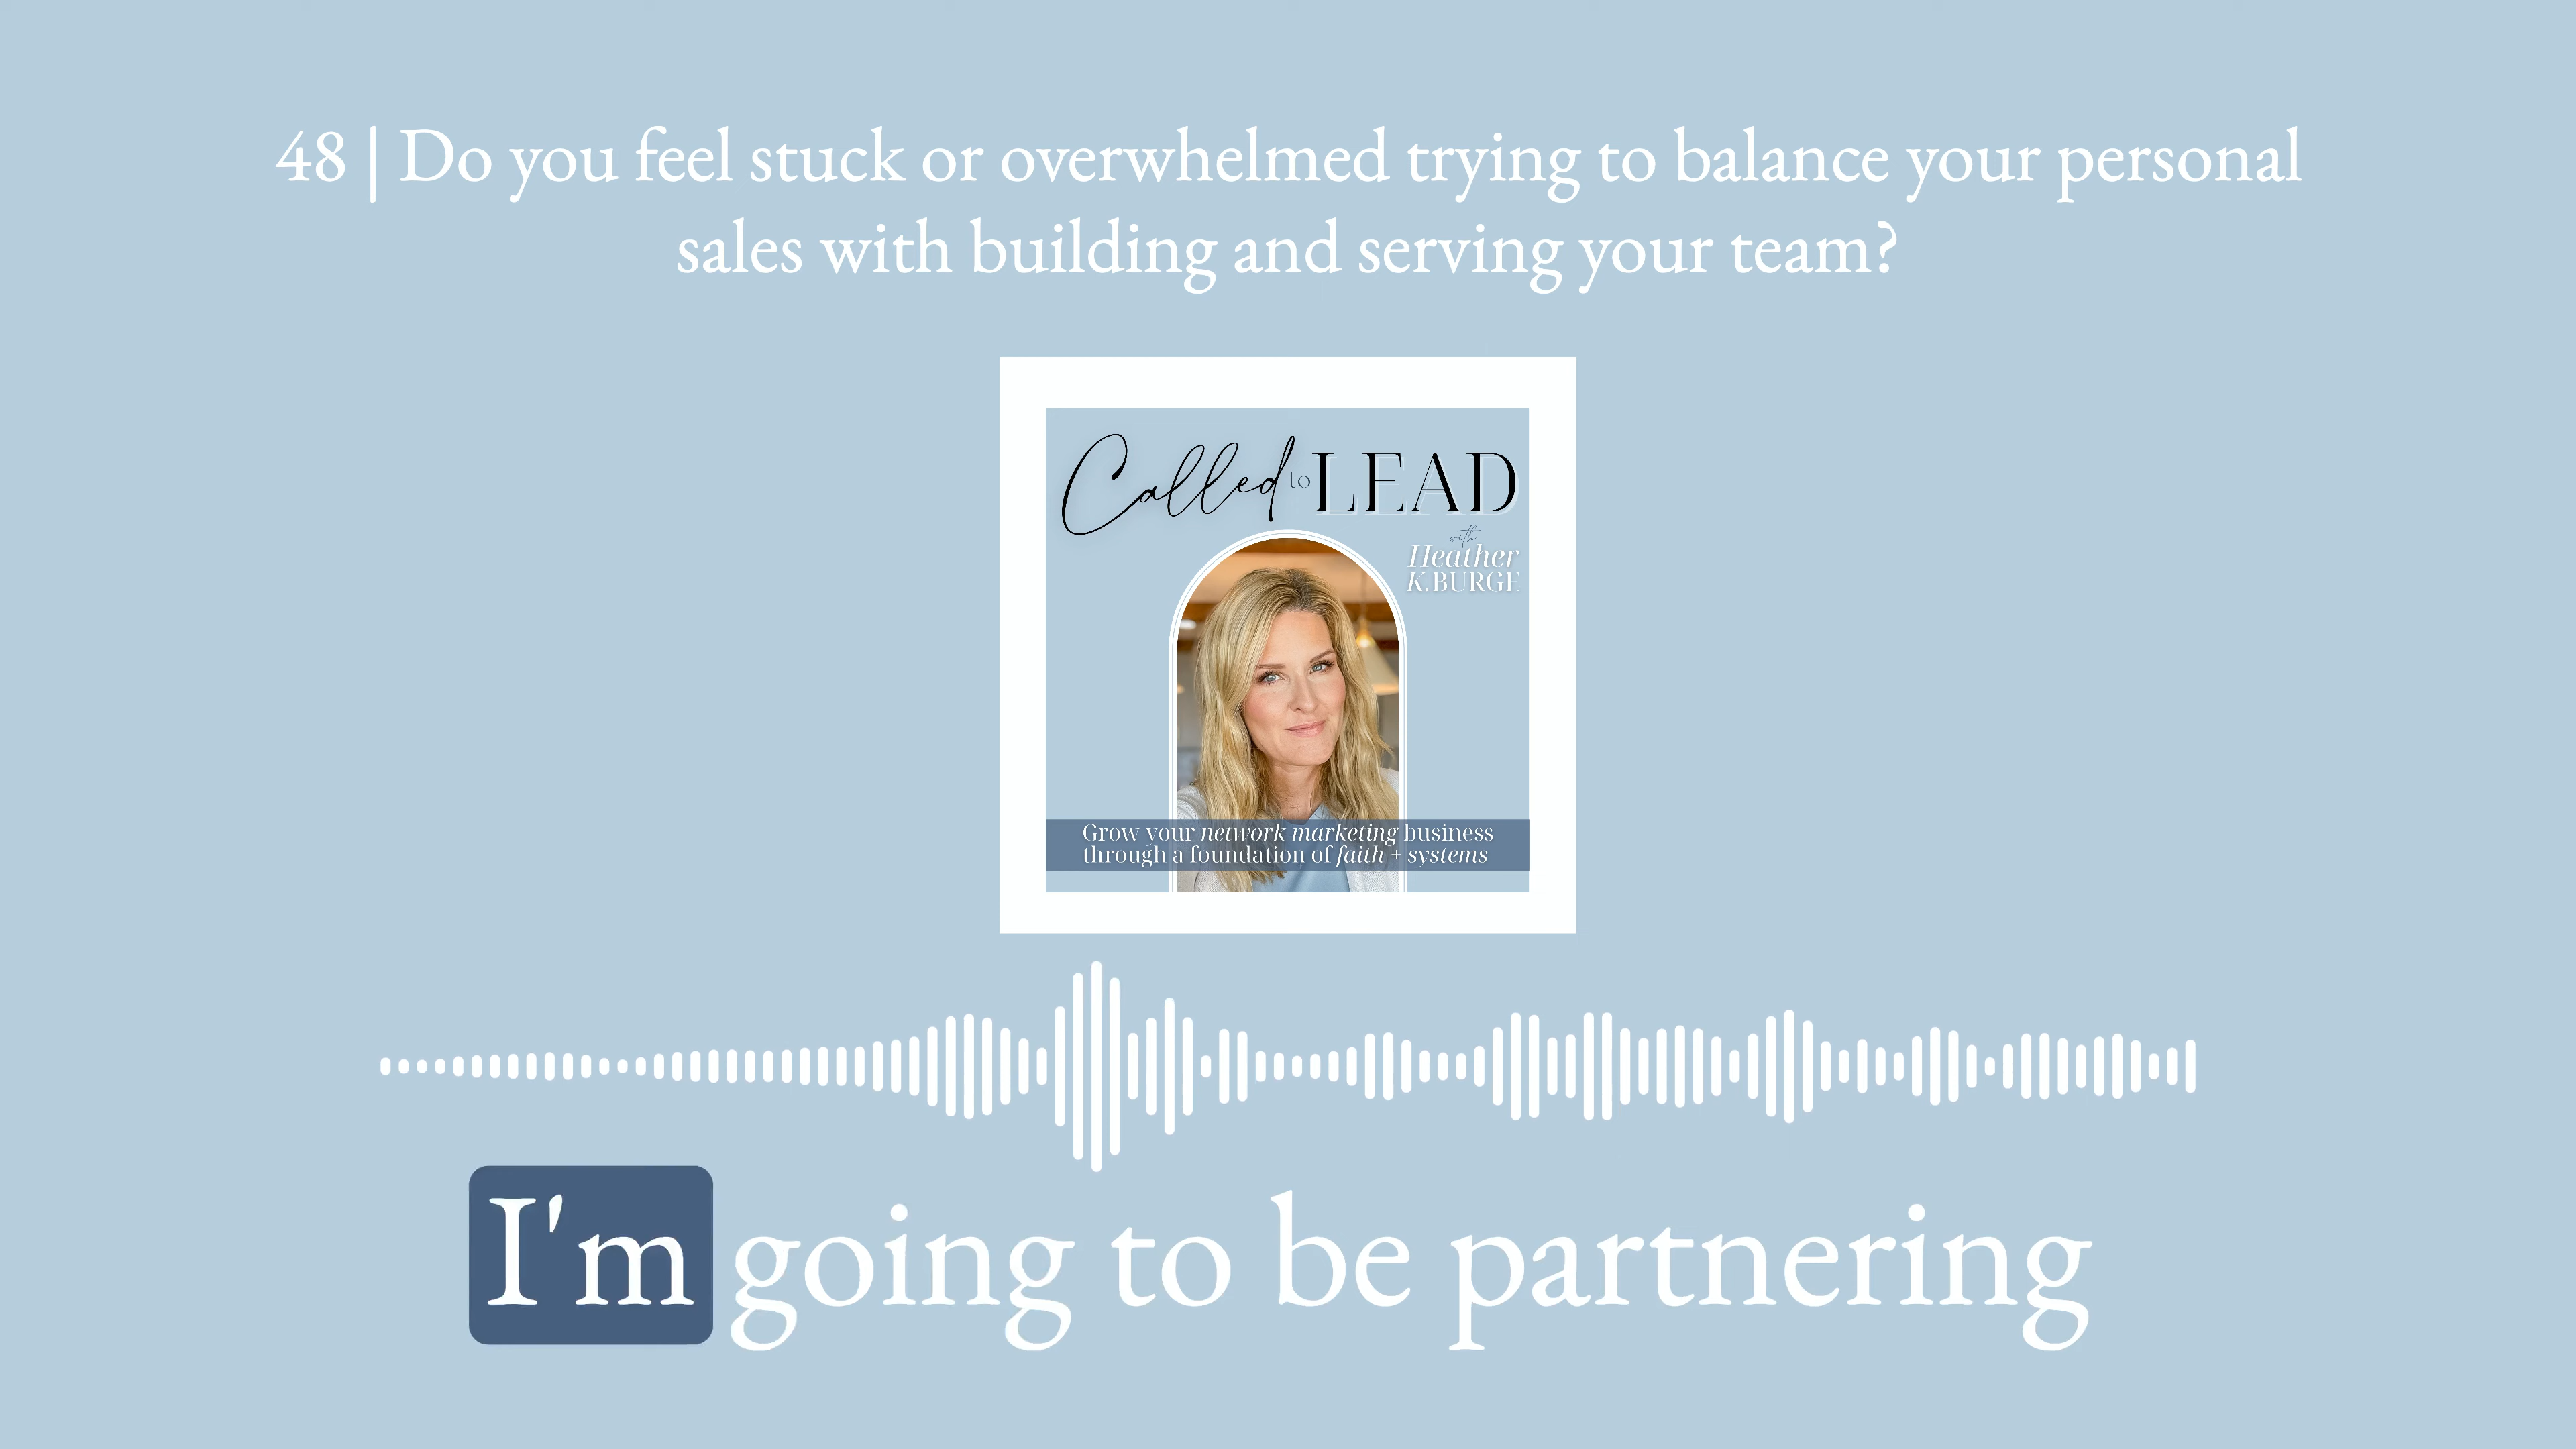 48 | Do you feel stuck or overwhelmed trying to balance your personal
sales with building and serving your team?
Called to LEAD
with
Heather
K.BURGE
Grow your network marketing business
through a foundation of faith + systems
I'm going to be partnering